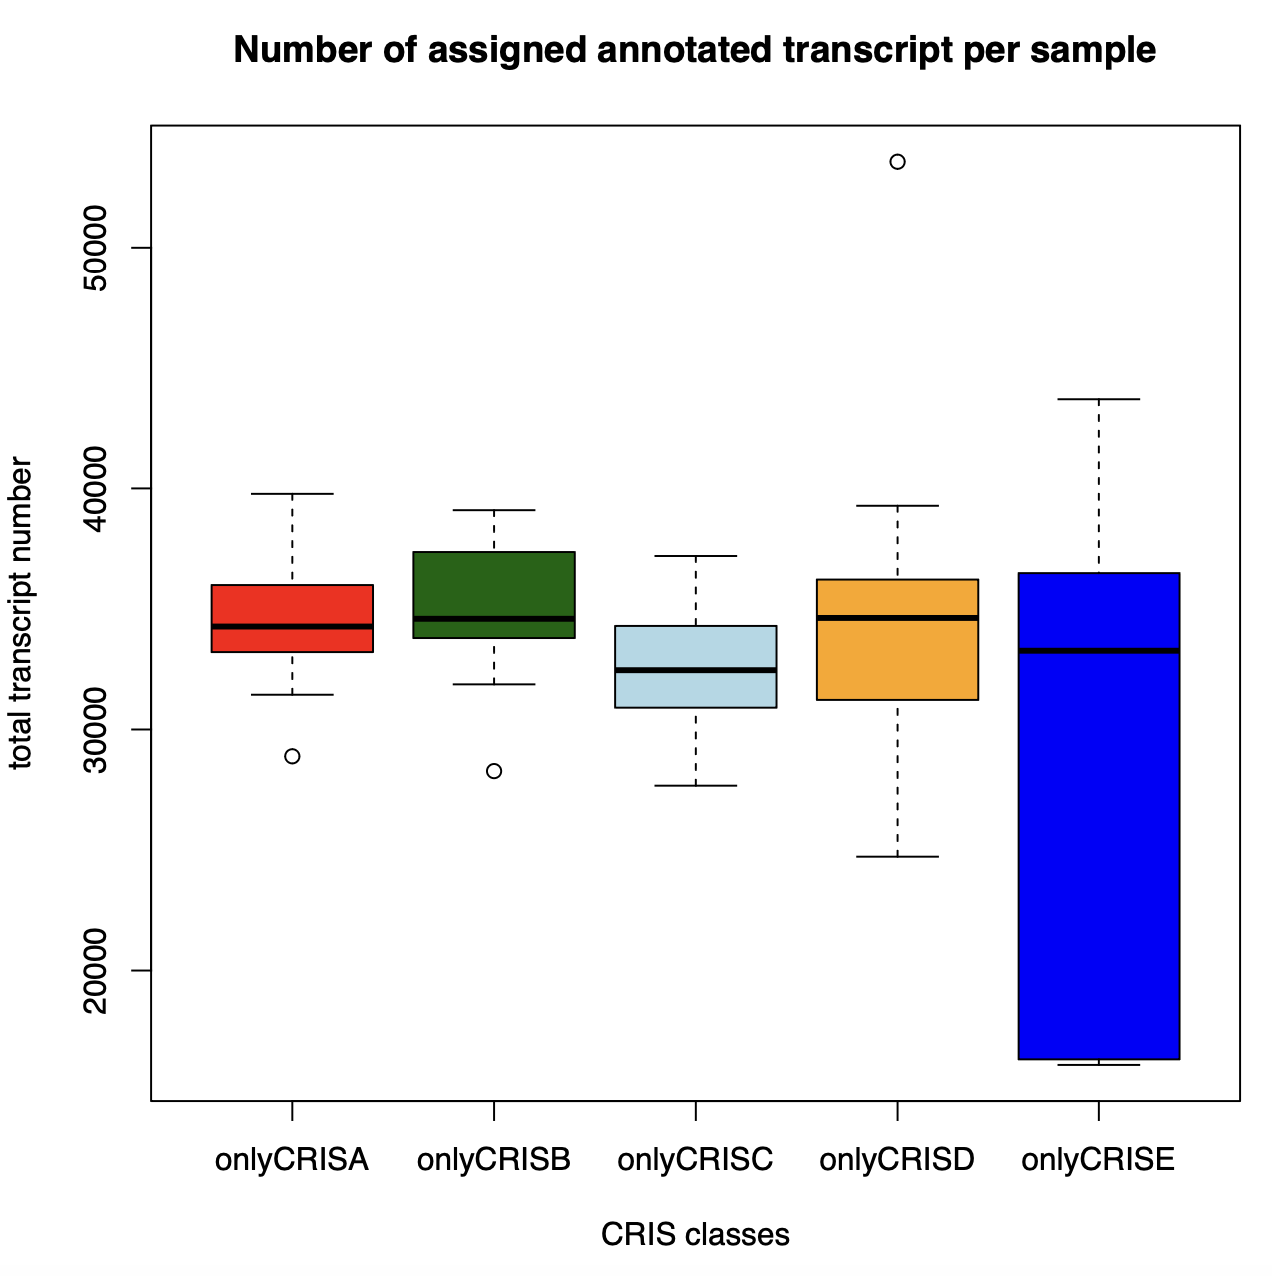 Number of assigned annotated transcript per sample
total transcript number
50000
40000
30000
20000
onlyCRISA onlyCRISB onlyCRISC onlyCRISD onlyCRISE
CRIS classes